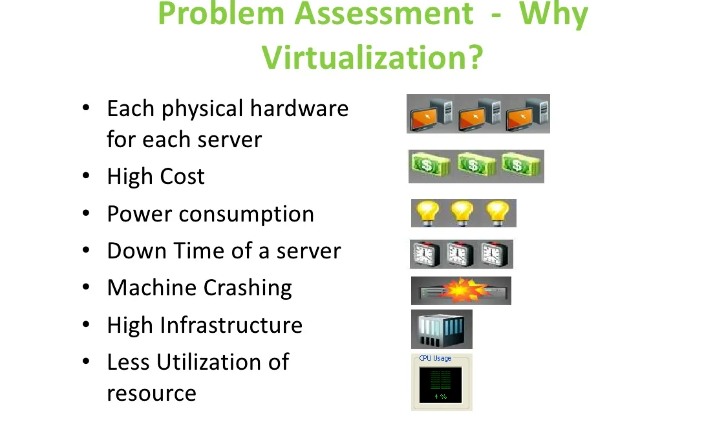 Problem Assessment - Why
Virtualization?
• Each physical hardware
for each server
• High Cost
• Power consumption
• Down Time of a server
• Machine Crashing
• High Infrastructure
• Less Utilization of
resource
$ $ $
CPU Usage